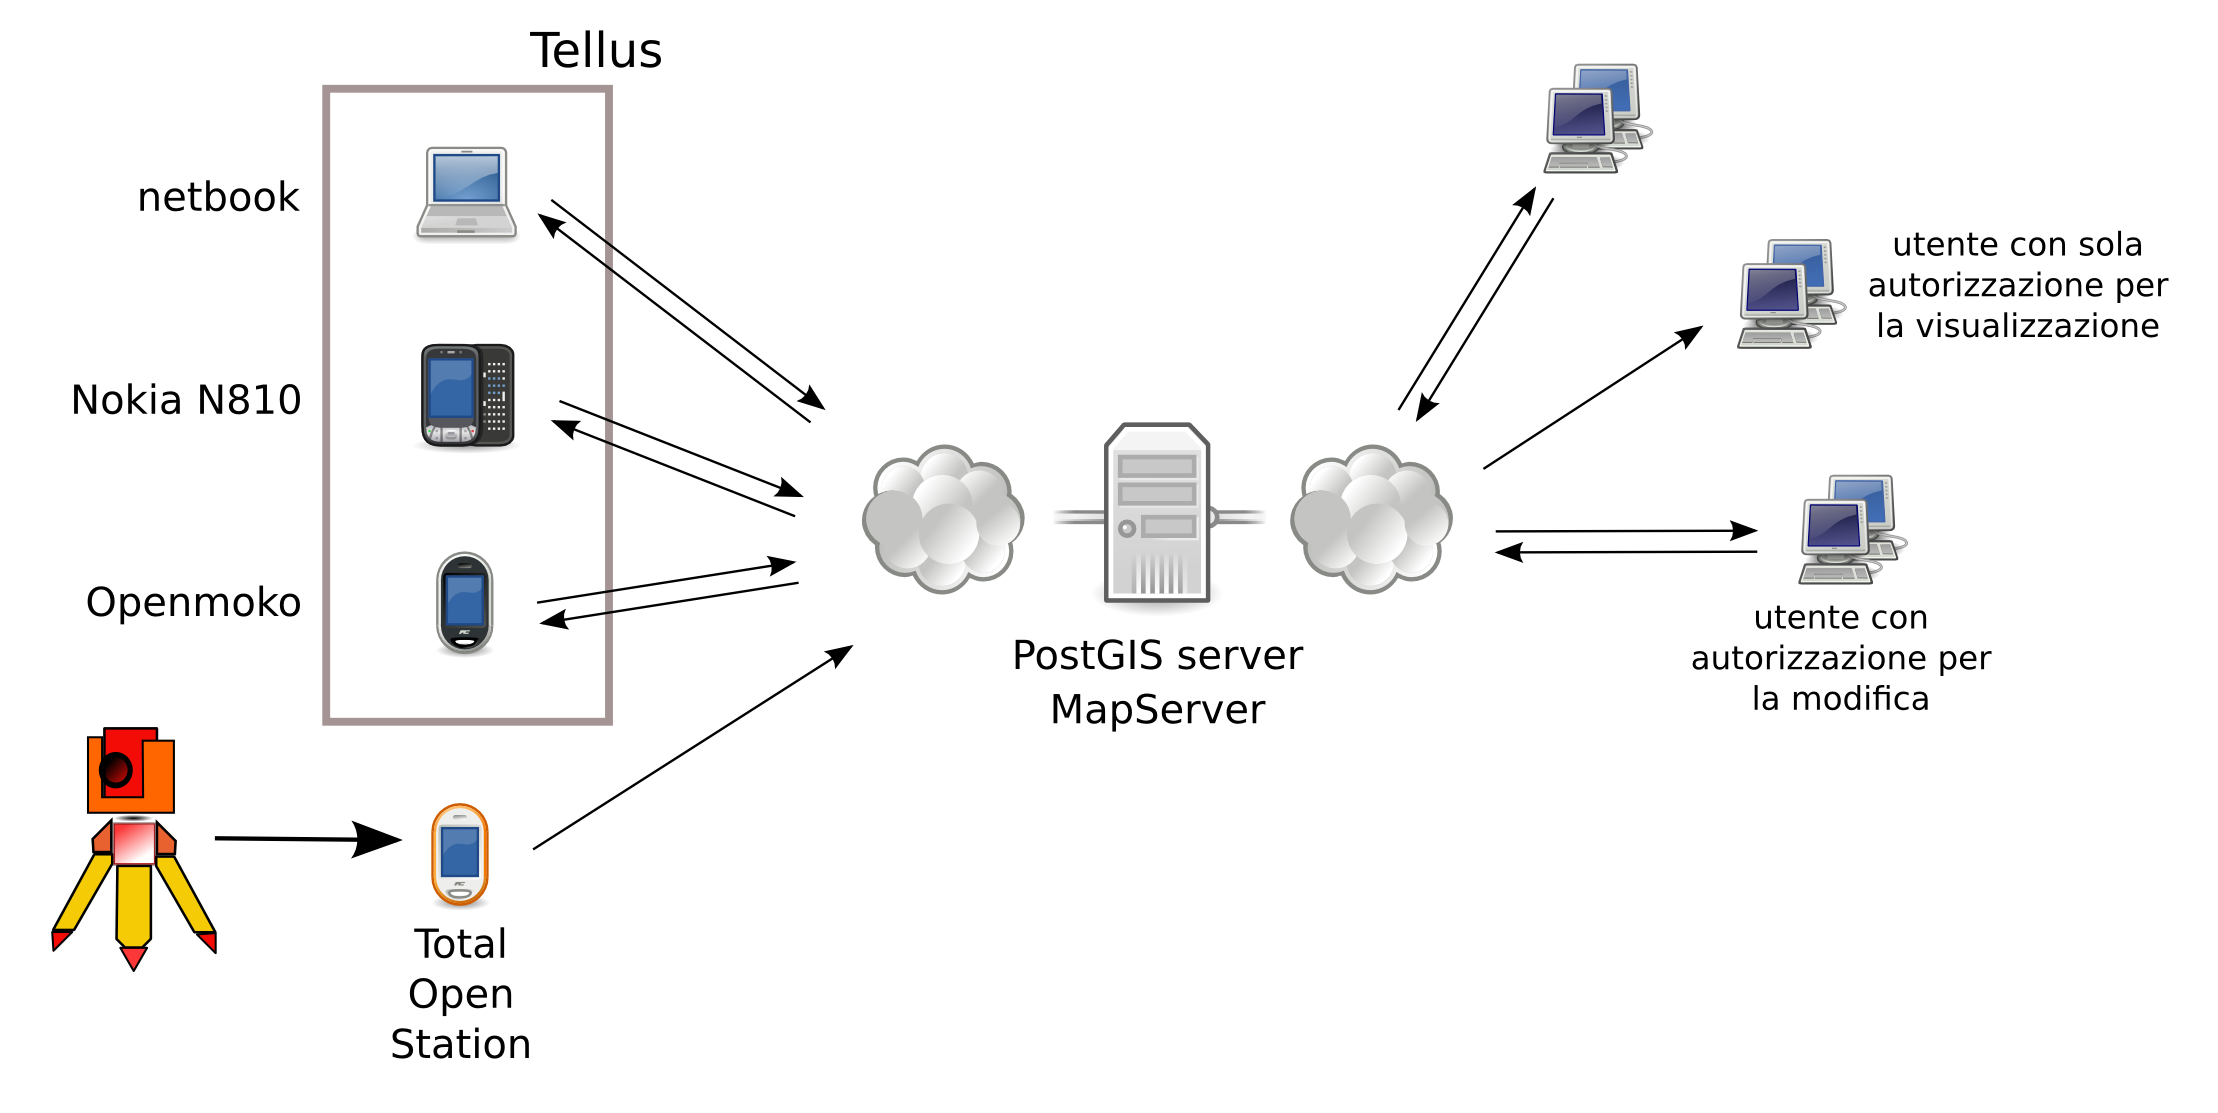 Tellus
netbook
Nokia N810
Openmoko
Total
Open
Station
PostGIS server
MapServer
utente con sola
autorizzazione per
la visualizzazione
utente con
autorizzazione per
la modifica